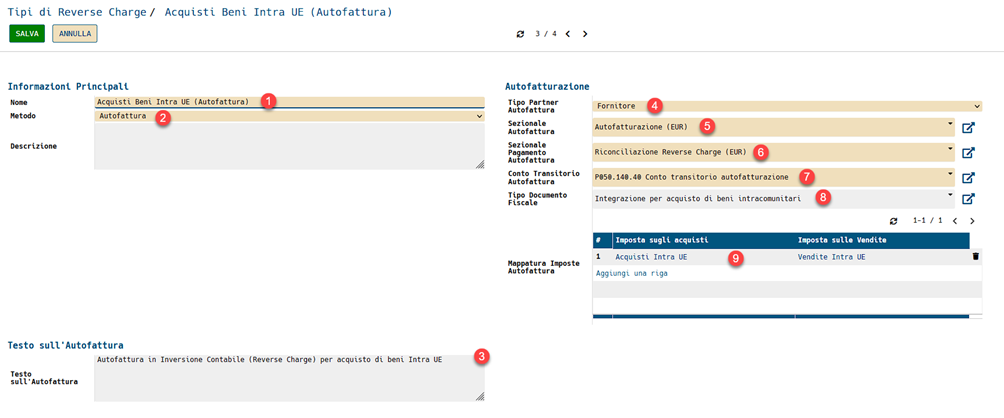 Tipi di Reverse Charge / Acquisti Beni Intra UE (Autofattura)
SALVA ANNULLA 3 / 4
Informazioni Principali
Nome Acquisti Beni Intra UE (Autofattura) 1
Metodo Autofattura 2
Descrizione
Autofatturazione
Tipo Partner
Autofattura
Fornitore 4
Sezionale
Autofattura
Autofatturazione (EUR) 5
Sezionale
Pagamento
Autofattura
Riconciliazione Reverse Charge (EUR) 6
Conto Transitorio
Autofattura
P050.140.40 Conto transitorio autofatturazione 7
Tipo Documento
Fiscale
Integrazione per acquisto di beni intracomunitari 8
1-1 / 1
Mappatura Imposte
Autofattura
# Imposta sugli acquisti Imposta sulle Vendite
1 Acquisti Intra UE 9 Vendite Intra UE
Aggiungi una riga
Testo sull'Autofattura
Testo
sull'Autofattura
Autofattura in Inversione Contabile (Reverse Charge) per acquisto di beni Intra UE 3